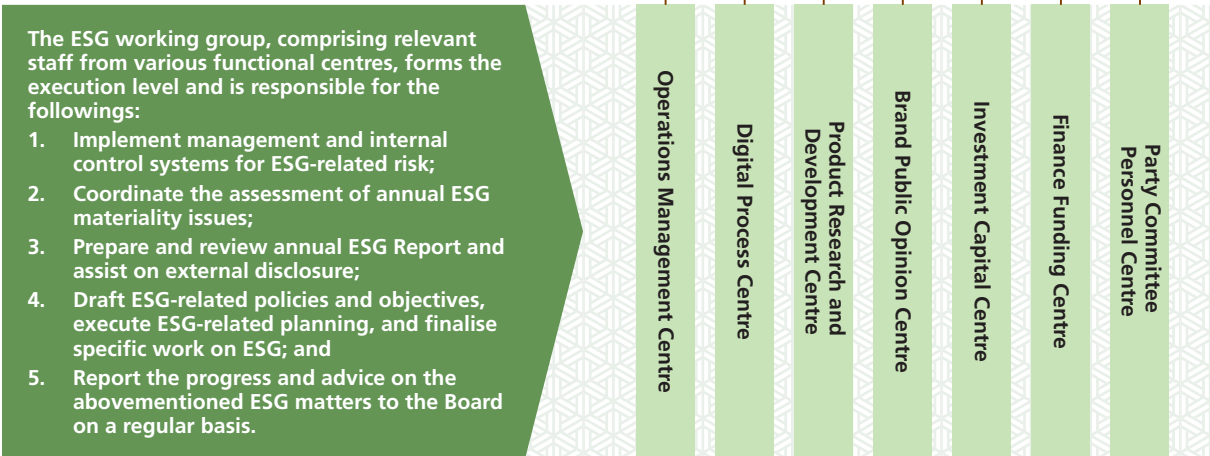 The ESG working group, comprising relevant
staff from various functional centres, forms the
execution level and is responsible for the
followings:
1. Implement management and internal
control systems for ESG-related risk;
2. Coordinate the assessment of annual ESG
materiality issues;
3. Prepare and review annual ESG Report and
assist on external disclosure;
4. Draft ESG-related policies and objectives,
execute ESG-related planning, and finalise
specific work on ESG; and
5. Report the progress and advice on the
abovementioned ESG matters to the Board
on a regular basis.
Operations Management Centre
Digital Process Centre
Product Research and
Development Centre
Brand Public Opinion Centre
Investment Capital Centre
Finance Funding Centre
Party Committee
Personnel Centre